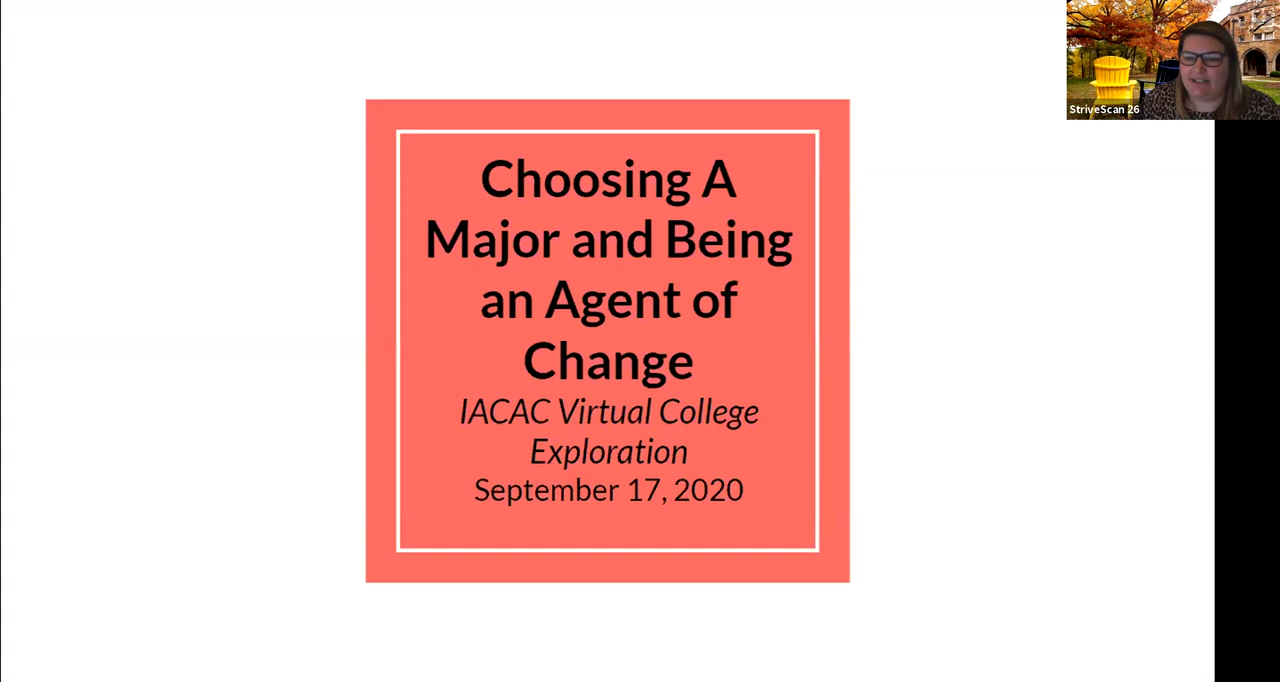 Choosing A
Major and Being
an Agent of
Change
IACAC Virtual College
Exploration
September 17, 2020
StriveScan 26